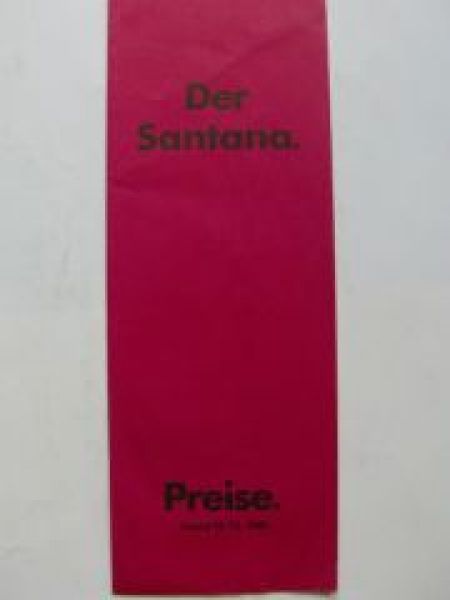 Der
Santana.
Preise.